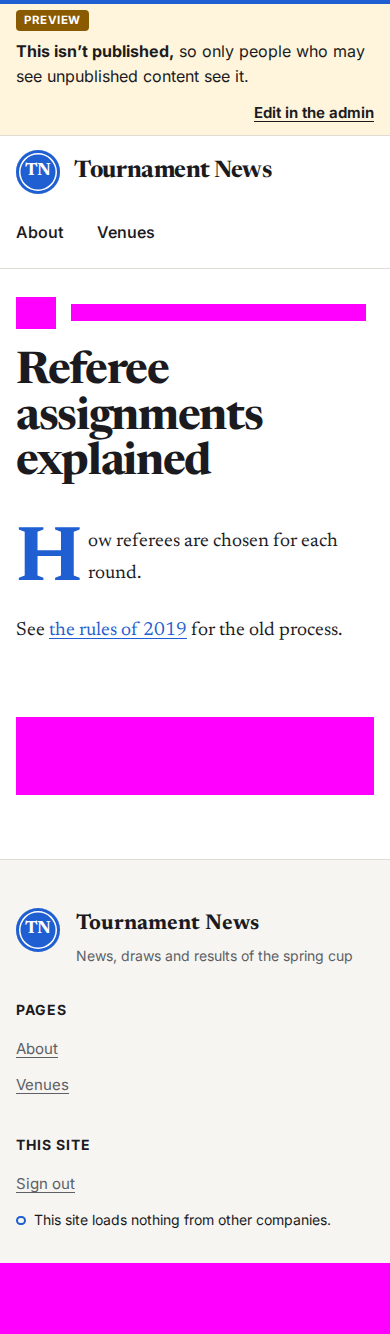 PREVIEW
This isn’t published, so only people who may
see unpublished content see it.
Edit in the admin
TN
Tournament News
About
Venues
Referee
assignments
explained
How referees are chosen for each
round.
See the rules of 2019 for the old process.
TN
Tournament News
News, draws and results of the spring cup
PAGES
About
Venues
THIS SITE
Sign out
This site loads nothing from other companies.